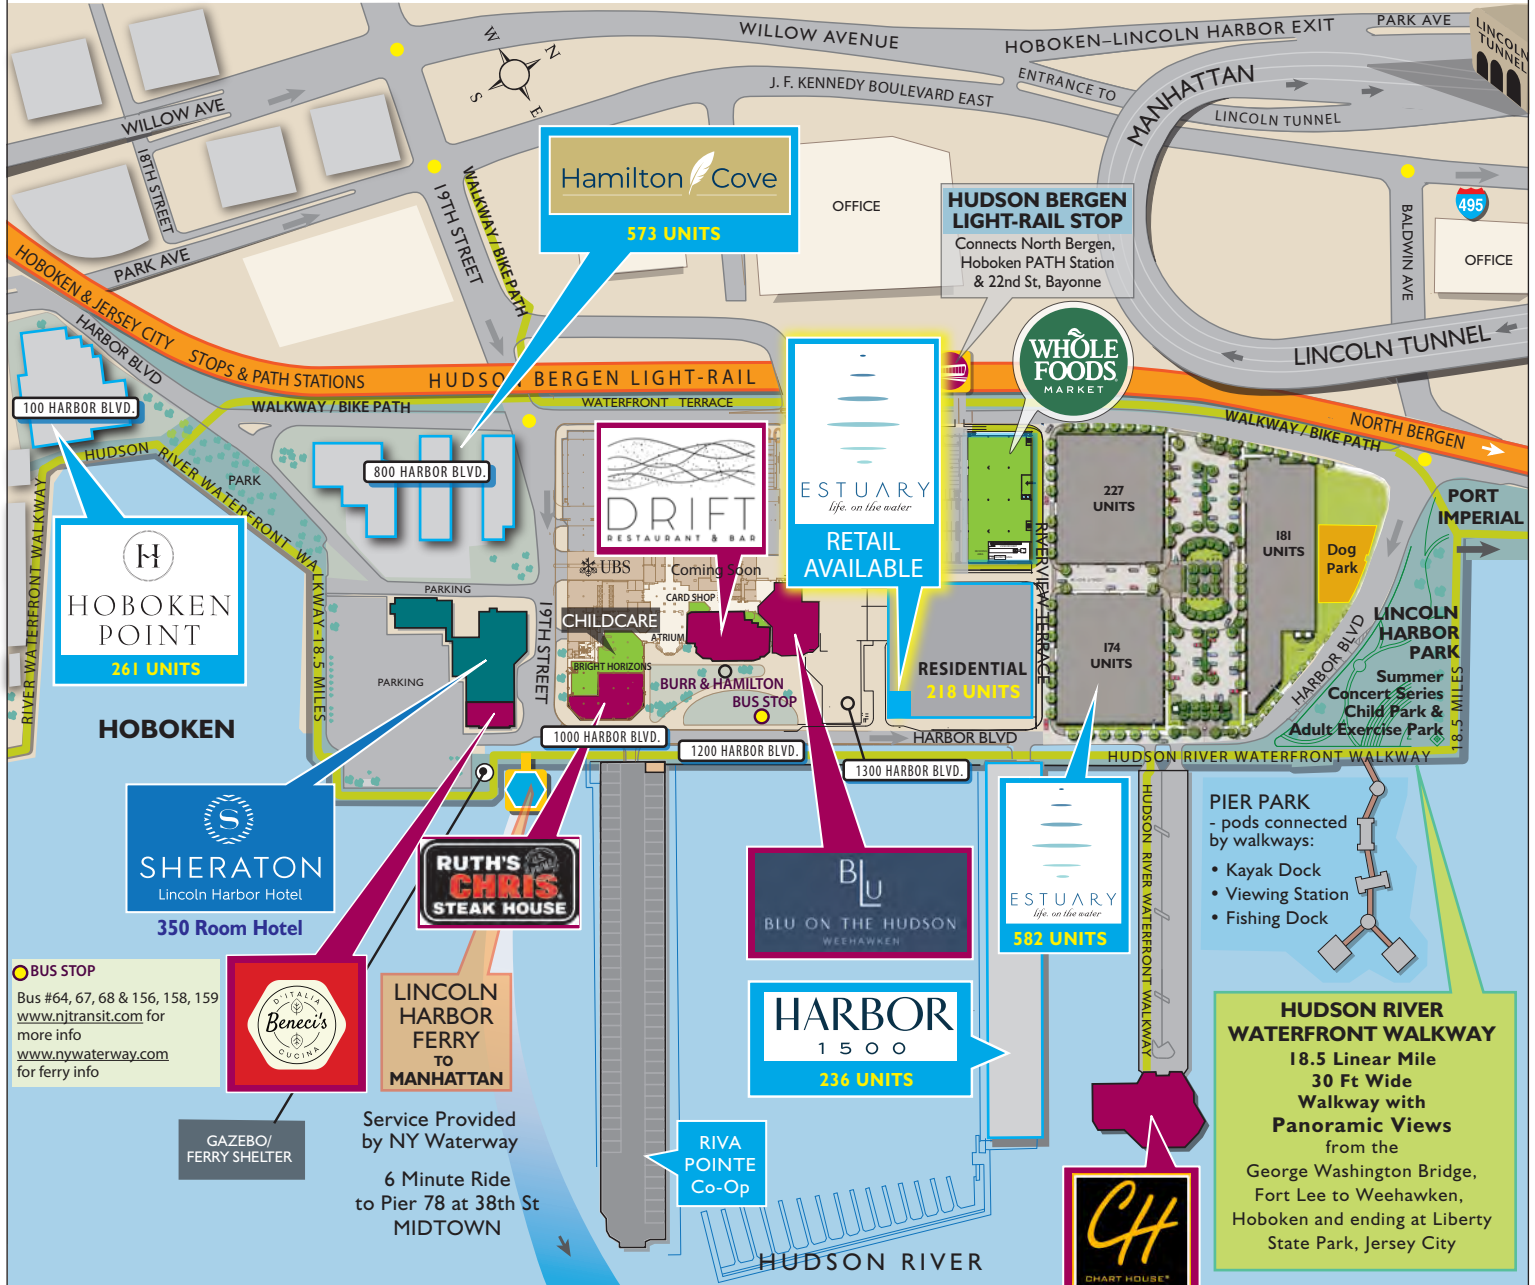 WILLOW AVENUE
HOBOKEN–LINCOLN HARBOR EXIT
PARK AVE
LINCOLN
TUNNEL
J. F. KENNEDY BOULEVARD EAST
ENTRANCE TO
LINCOLN TUNNEL
MANHATTAN
W
N
S
E
WILLOW AVE
18TH STREET
PARK AVE
19TH STREET
WALKWAY / BIKE PATH
Hamilton Cove
573 UNITS
OFFICE
HUDSON BERGEN
LIGHT-RAIL STOP
Connects North Bergen,
Hoboken PATH Station
& 22nd St, Bayonne
495
BALDWIN AVE
OFFICE
LINCOLN TUNNEL
HOBOKEN & JERSEY CITY STOPS & PATH STATIONS
HUDSON BERGEN LIGHT-RAIL
NORTH BERGEN
HARBOR BLVD
WALKWAY / BIKE PATH
WATERFRONT TERRACE
WALKWAY / BIKE PATH
WHOLE
FOODS
MARKET
100 HARBOR BLVD.
HUDSON RIVER WATERFRONT WALKWAY-18.5 MILES
RIVER WATERFRONT WALKWAY
PARK
800 HARBOR BLVD.
DRIFT
RESTAURANT & BAR
Coming Soon
ESTUARY
life. on the water
RETAIL
AVAILABLE
227
UNITS
181
UNITS
Dog
Park
PORT
IMPERIAL
H
HOBOKEN
POINT
261 UNITS
HOBOKEN
PARKING
PARKING
19TH STREET
UBS
CARD SHOP
CHILDCARE
ATRIUM
BRIGHT HORIZONS
BURR & HAMILTON
BUS STOP
RESIDENTIAL
218 UNITS
RIVERVIEW TERRACE
174
UNITS
HARBOR BLVD
LINCOLN
HARBOR
PARK
Summer
Concert Series
Child Park &
Adult Exercise Park
18.5 MILES
1000 HARBOR BLVD.
1200 HARBOR BLVD.
1300 HARBOR BLVD.
HARBOR BLVD
HUDSON RIVER WATERFRONT WALKWAY
S
SHERATON
Lincoln Harbor Hotel
350 Room Hotel
RUTH'S
CHRIS
STEAK HOUSE
BLU
BLU ON THE HUDSON
WEEHAWKEN
ESTUARY
life. on the water
582 UNITS
HUDSON RIVER WATERFRONT WALKWAY
PIER PARK
- pods connected
by walkways:
• Kayak Dock
• Viewing Station
• Fishing Dock
BUS STOP
Bus #64, 67, 68 & 156, 158, 159
www.njtransit.com for
more info
www.nywaterway.com
for ferry info
D'ITALIA
Beneci's
CUCINA
LINCOLN
HARBOR
FERRY
TO
MANHATTAN
HARBOR
1500
236 UNITS
GAZEBO/
FERRY SHELTER
Service Provided
by NY Waterway
6 Minute Ride
to Pier 78 at 38th St
MIDTOWN
RIVA
POINTE
Co-Op
HUDSON RIVER
CH
CHART HOUSE
HUDSON RIVER
WATERFRONT WALKWAY
18.5 Linear Mile
30 Ft Wide
Walkway with
Panoramic Views
from the
George Washington Bridge,
Fort Lee to Weehawken,
Hoboken and ending at Liberty
State Park, Jersey City